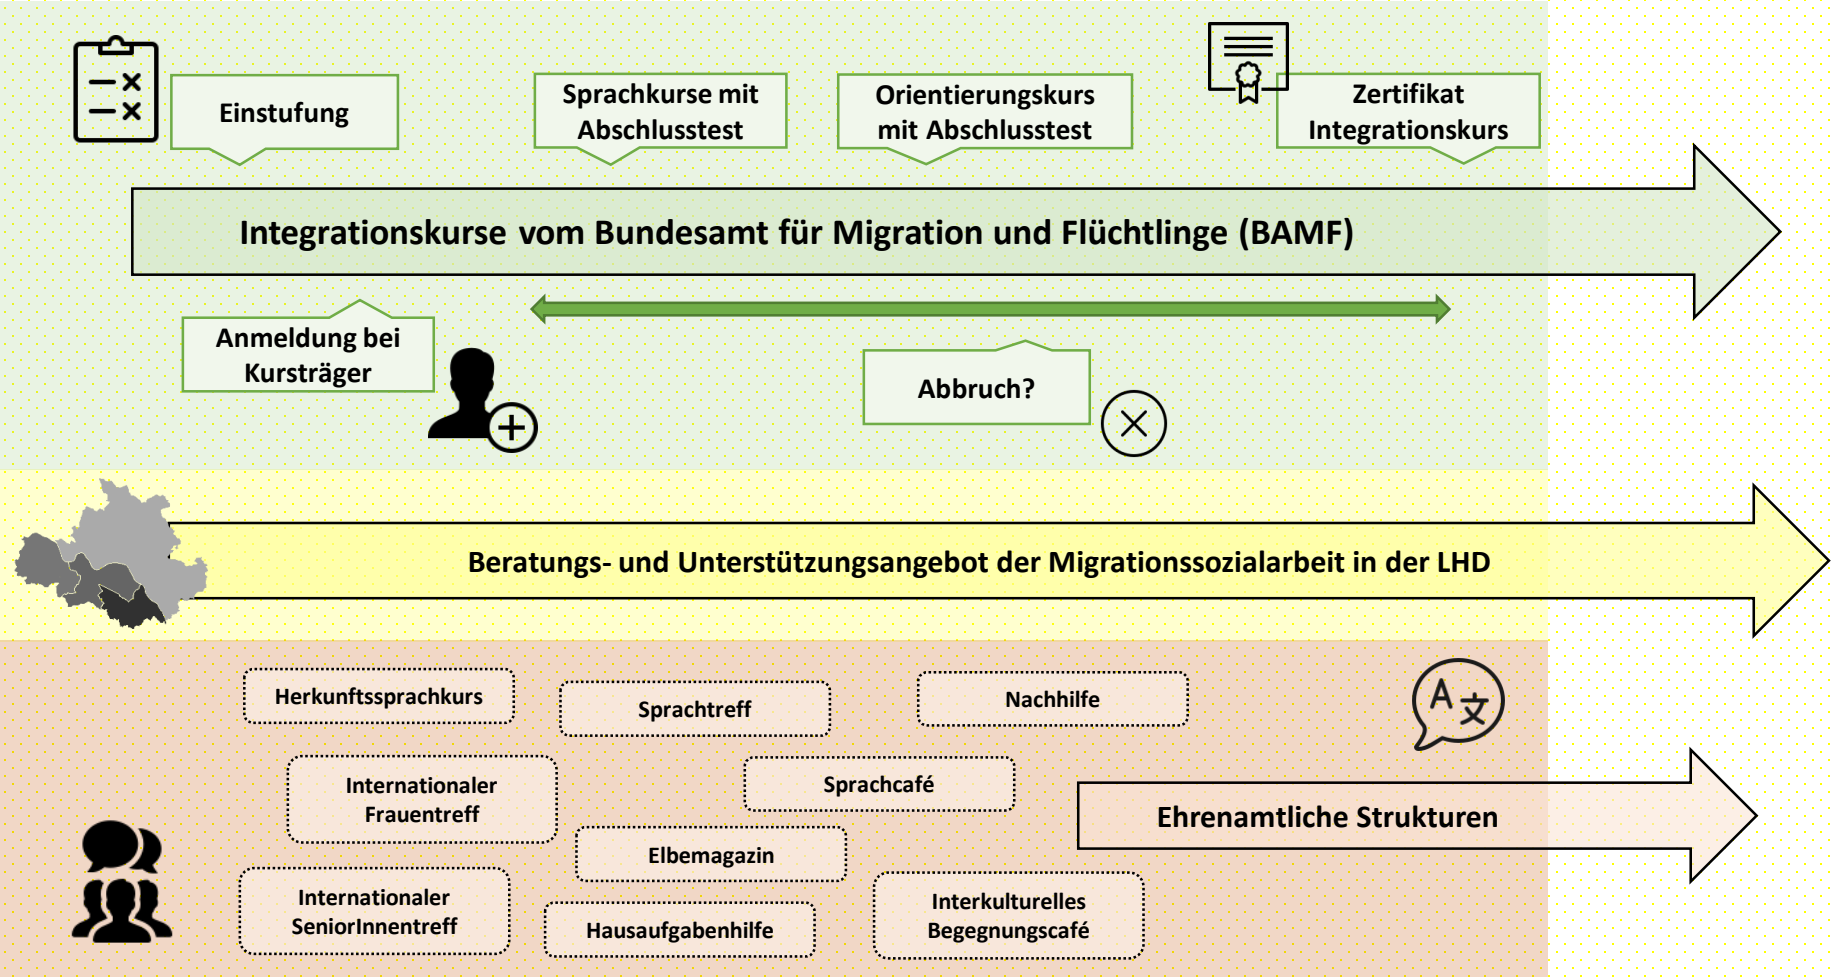 Einstufung
Sprachkurse mit
Abschlusstest
Orientierungskurs
mit Abschlusstest
Zertifikat
Integrationskurs
Integrationskurse vom Bundesamt für Migration und Flüchtlinge (BAMF)
Anmeldung bei
Kursträger
Abbruch?
Beratungs- und Unterstützungsangebot der Migrationssozialarbeit in der LHD
Herkunftssprachkurs
Sprachtreff
Nachhilfe
A 文
Internationaler
Frauentreff
Sprachcafé
Ehrenamtliche Strukturen
Elbemagazin
Internationaler
SeniorInnentreff
Hausaufgabenhilfe
Interkulturelles
Begegnungscafé